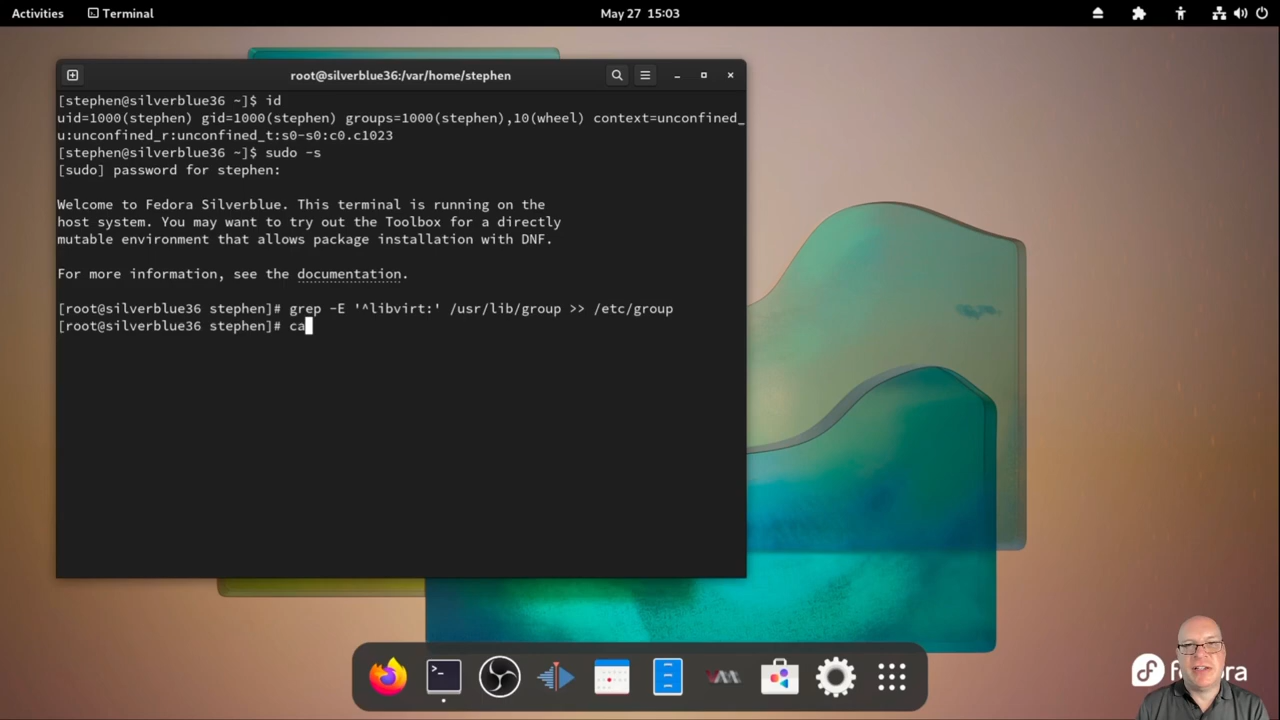 Activities
Terminal
May 27 15:03
root@silverblue36:/var/home/stephen
[stephen@silverblue36 ~]$ id
uid=1000(stephen) gid=1000(stephen) groups=1000(stephen),10(wheel) context=unconfined_
u:unconfined_r:unconfined_t:s0-s0:c0.c1023
[stephen@silverblue36 ~]$ sudo -s
[sudo] password for stephen:
Welcome to Fedora Silverblue. This terminal is running on the
host system. You may want to try out the Toolbox for a directly
mutable environment that allows package installation with DNF.
For more information, see the documentation.
[root@silverblue36 stephen]# grep -E '^libvirt:' /usr/lib/group >> /etc/group
[root@silverblue36 stephen]# ca